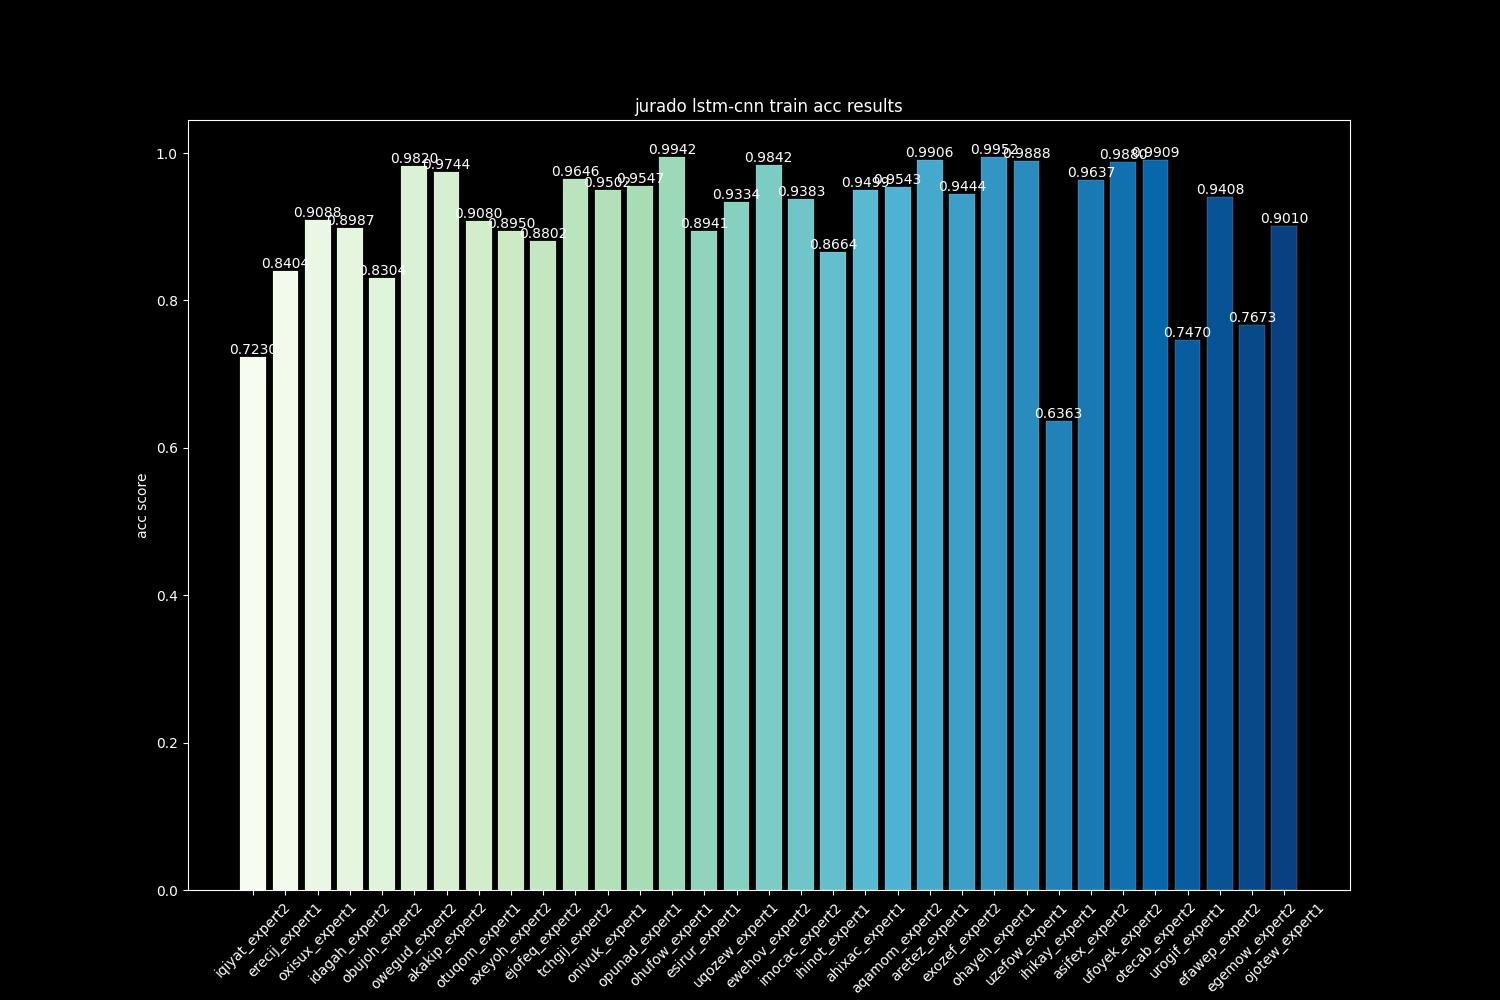 jurado lstm-cnn train acc results
acc score
1.0
0.8
0.6
0.4
0.2
0.0
0.7230
0.8404
0.9088
0.8987
0.8304
0.9820
0.9744
0.9080
0.8950
0.8802
0.9646
0.9502
0.9547
0.9942
0.8941
0.9334
0.9842
0.9383
0.8664
0.9499
0.9543
0.9906
0.9444
0.9952
0.9888
0.6363
0.9637
0.9880
0.9909
0.7470
0.9408
0.7673
0.9010
iqiyat_expert2
erecij_expert1
oxisux_expert1
idagah_expert2
obujoh_expert2
owegud_expert2
akakip_expert2
otuqom_expert1
axeyoh_expert2
ejofeq_expert2
tchgjj_expert2
onivuk_expert1
opunad_expert1
ohufow_expert1
esirur_expert1
uqozew_expert1
ewehov_expert2
imocac_expert2
ihinot_expert1
ahixac_expert1
aqamom_expert2
aretez_expert1
exozef_expert2
ohayeh_expert1
uzefow_expert1
ihikay_expert1
asifex_expert2
ufoyek_expert2
otecab_expert2
urogif_expert1
efawep_expert2
egemow_expert2
ojotew_expert1